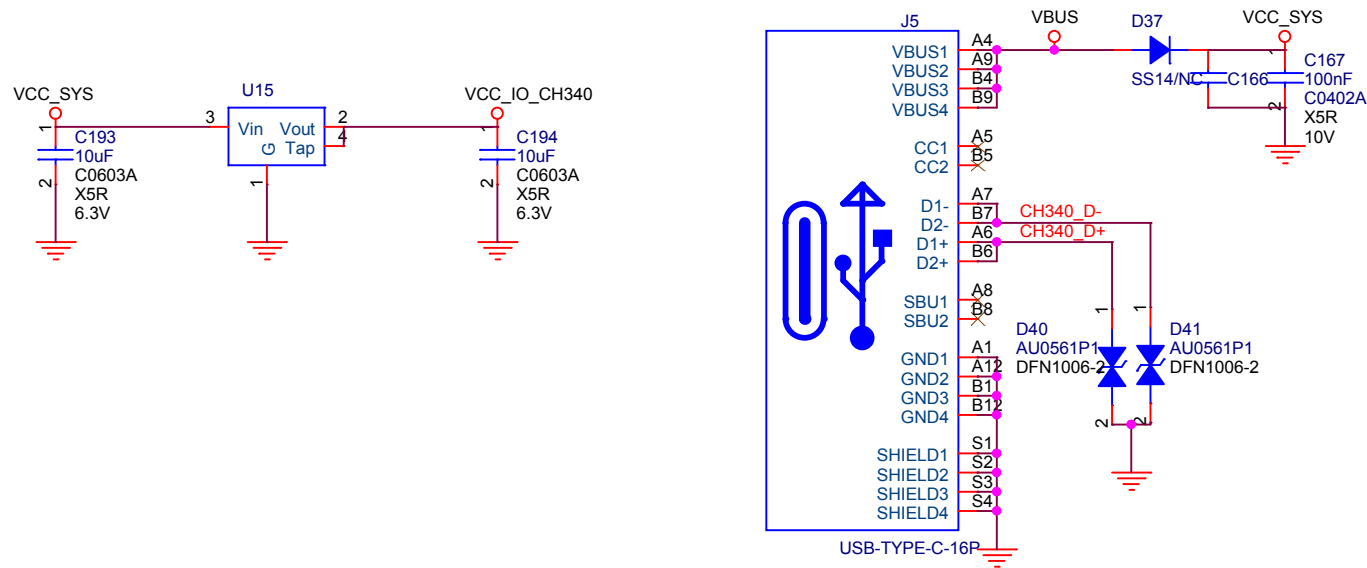 VCC_SYS
1
C193
10uF
C0603A
X5R
6.3V
2
U15
3
Vin
Vout
2
Tap
4
G
1
VCC_IO_CH340
1
C194
10uF
C0603A
X5R
6.3V
2
J5
VBUS1 A4
VBUS2 A9
VBUS3 B4
VBUS4 B9
CC1 A5
CC2 B5
D1- A7
D2- B7
D1+ A6
D2+ B6
SBU1 A8
SBU2 B8
GND1 A1
GND2 A12
GND3 B1
GND4 B12
SHIELD1 S1
SHIELD2 S2
SHIELD3 S3
SHIELD4 S4
USB-TYPE-C-16P
VBUS
D37
SS14/NC
VCC_SYS
C166
1
C167
100nF
C0402A
X5R
10V
2
CH340_D-
CH340_D+
1
D40
AU0561P1
DFN1006-2
2
1
D41
AU0561P1
DFN1006-2
2